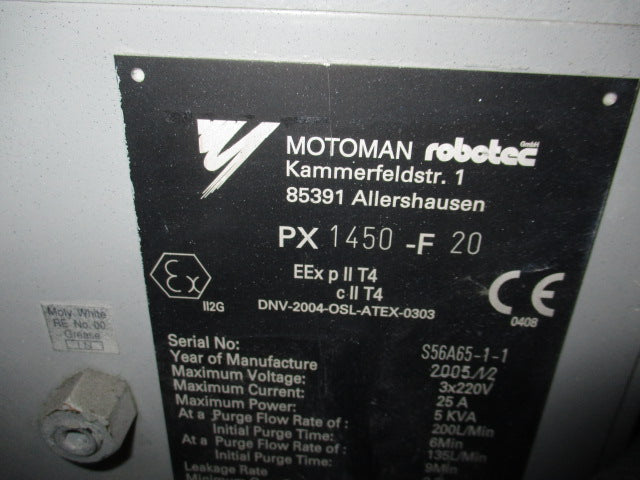 MOTOMAN robotec GmbH
Kammerfeldstr. 1
85391 Allershausen
PX 1450 -F 20
EEx p II T4
c II T4
Ex
II2G
DNV-2004-OSL-ATEX-0303
CE
0408
Moly White
RE No. 00
Grease
Serial No: S56A65-1-1
Year of Manufacture 2005/12
Maximum Voltage: 3x220V
Maximum Current: 25 A
Maximum Power: 5 KVA
At a Purge Flow Rate of : 200L/Min
Initial Purge Time: 6Min
At a Purge Flow Rate of : 135L/Min
Initial Purge Time: 9Min
Leakage Rate